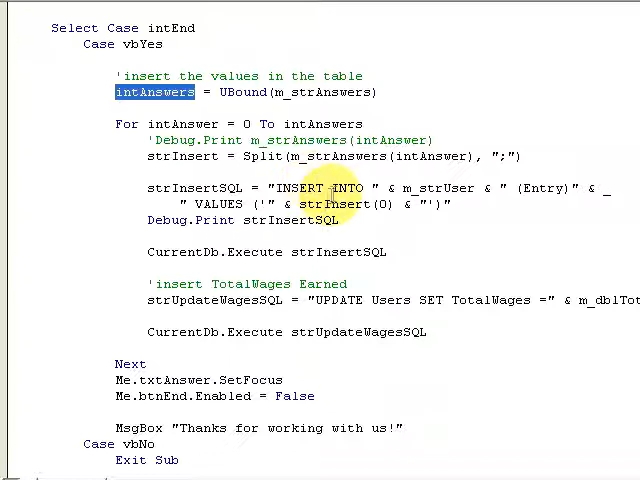 Select Case intEnd
Case vbYes
'insert the values in the table
intAnswers = UBound(m_strAnswers)
For intAnswer = 0 To intAnswers
'Debug.Print m_strAnswers(intAnswer)
strInsert = Split(m_strAnswers(intAnswer), ";")
strInsertSQL = "INSERT INTO " & m_strUser & " (Entry)" & _
" VALUES ('" & strInsert(0) & "')"
Debug.Print strInsertSQL
CurrentDb.Execute strInsertSQL
'insert TotalWages Earned
strUpdateWagesSQL = "UPDATE Users SET TotalWages =" & m_dblTot
CurrentDb.Execute strUpdateWagesSQL
Next
Me.txtAnswer.SetFocus
Me.btnEnd.Enabled = False
MsgBox "Thanks for working with us!"
Case vbNo
Exit Sub